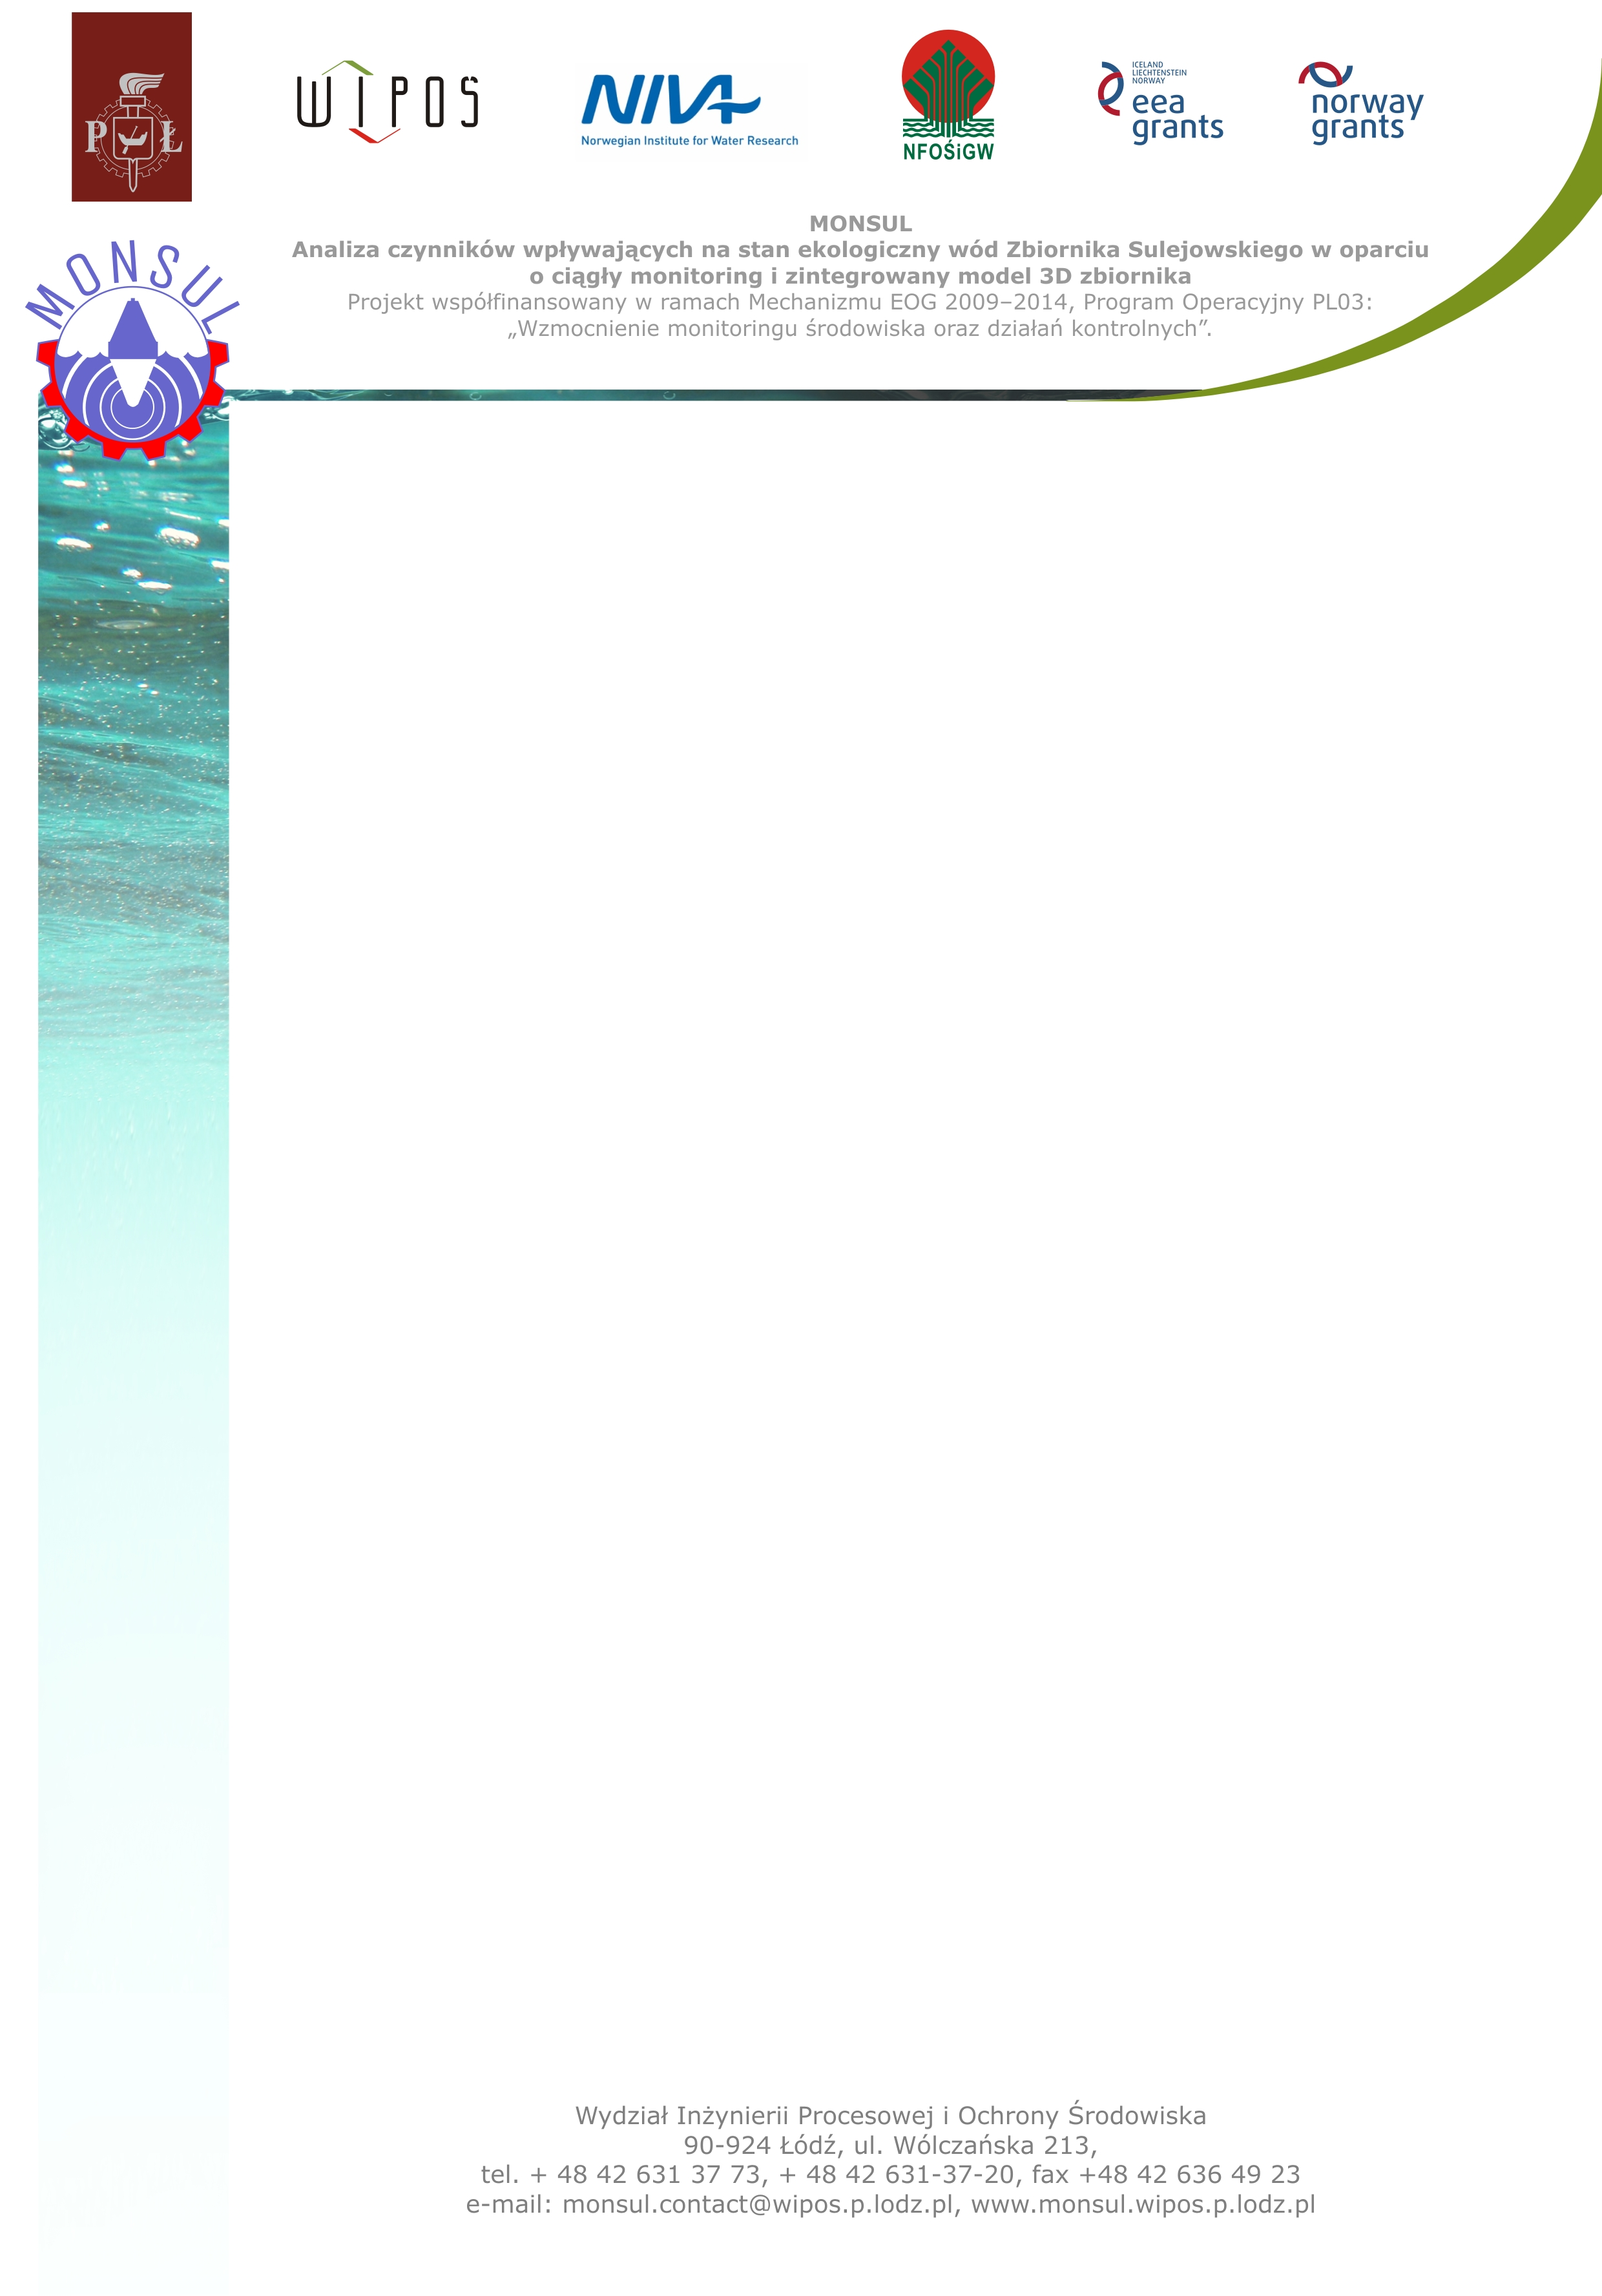 P Ł
WIPOS
NIVA
Norwegian Institute for Water Research
NFOŚiGW
ICELAND
LIECHTENSTEIN
NORWAY
eea
grants
norway
grants
MONSUL
MONSUL
Analiza czynników wpływających na stan ekologiczny wód Zbiornika Sulejowskiego w oparciu
o ciągły monitoring i zintegrowany model 3D zbiornika
Projekt współfinansowany w ramach Mechanizmu EOG 2009–2014, Program Operacyjny PL03:
„Wzmocnienie monitoringu środowiska oraz działań kontrolnych”.
Wydział Inżynierii Procesowej i Ochrony Środowiska
90-924 Łódź, ul. Wólczańska 213,
tel. + 48 42 631 37 73, + 48 42 631-37-20, fax +48 42 636 49 23
e-mail: monsul.contact@wipos.p.lodz.pl, www.monsul.wipos.p.lodz.pl